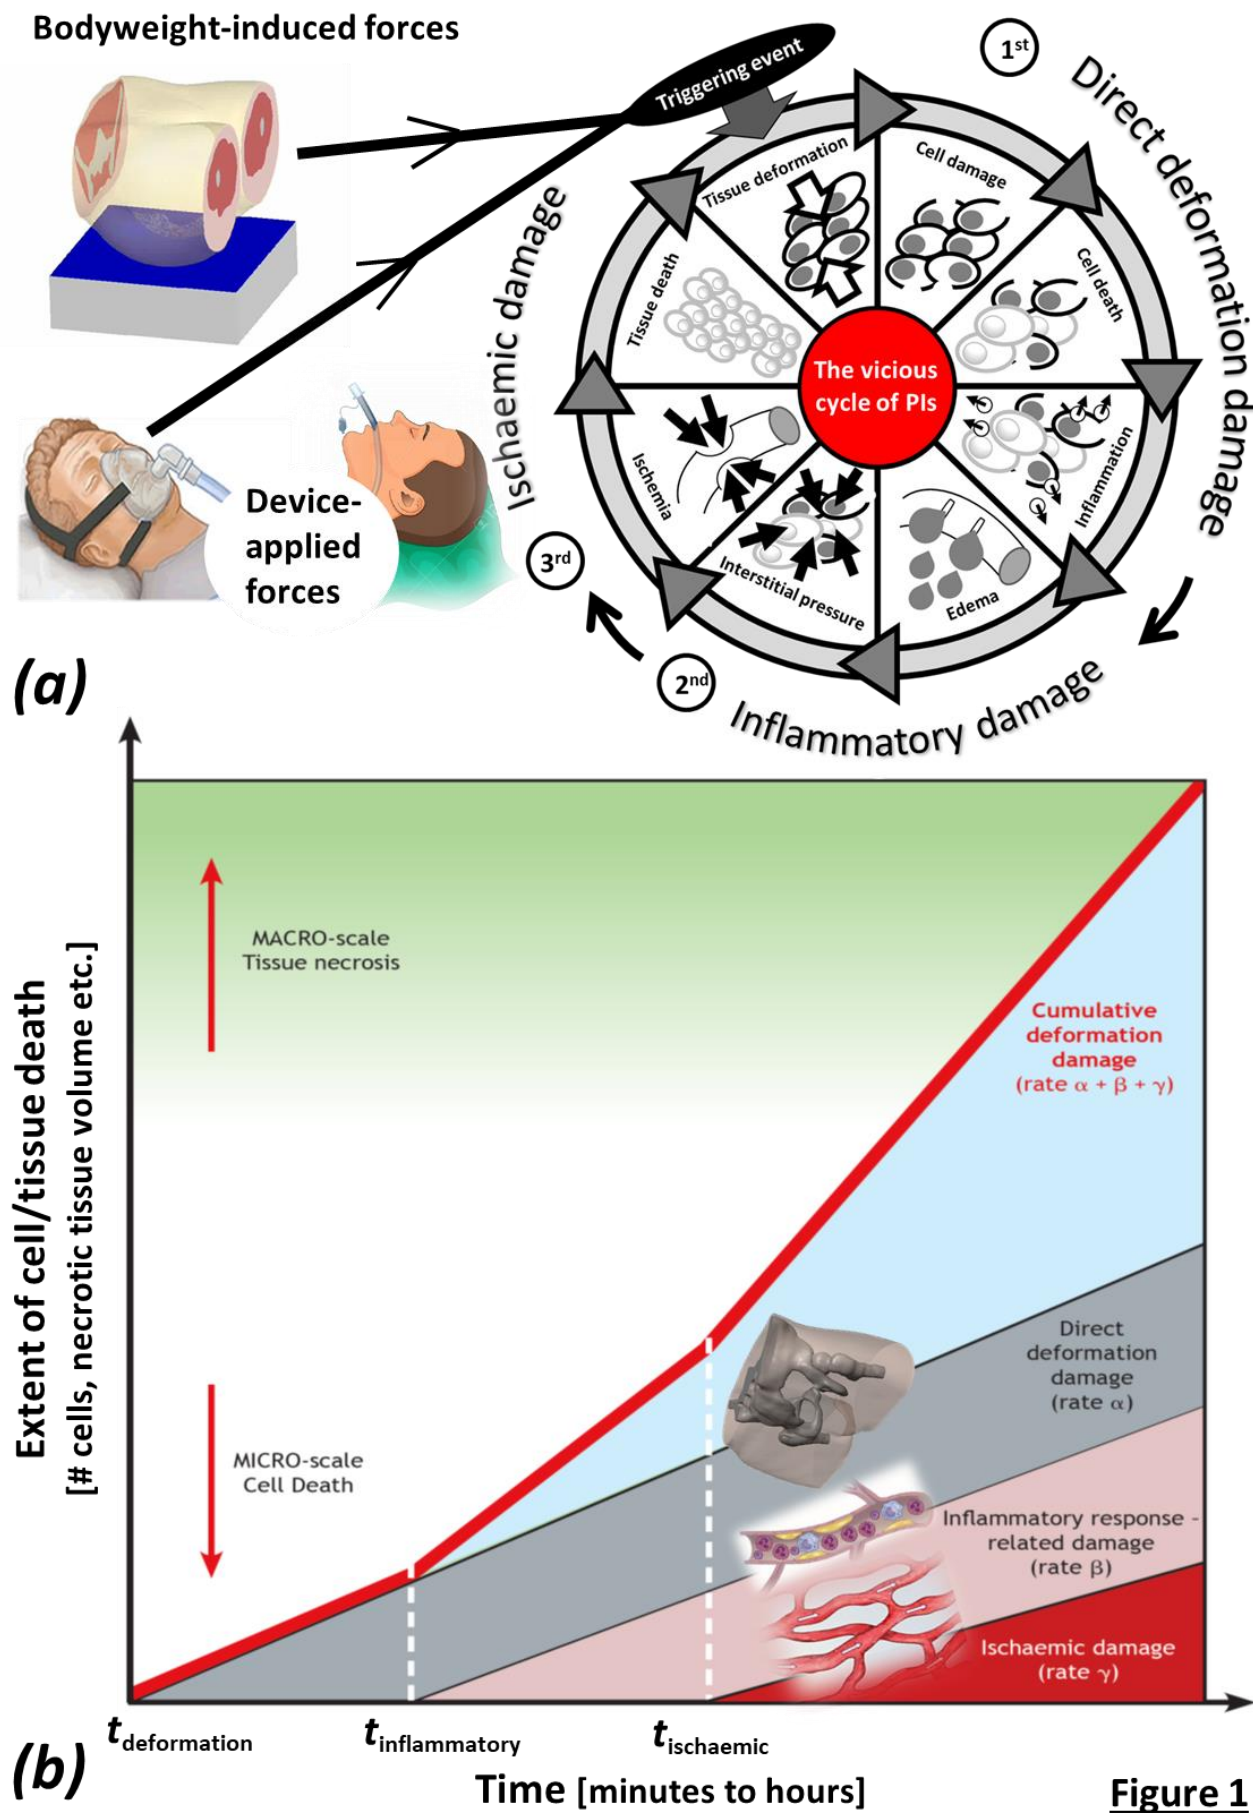 Bodyweight-induced forces
Triggering event
1st
Direct deformation damage
Tissue deformation
Cell damage
Cell death
Inflammation
Edema
Interstitial pressure
Ischemia
Tissue death
The vicious
cycle of PIs
Ischaemic damage
Device-
applied
forces
3rd
2nd
Inflammatory damage
(a)
Extent of cell/tissue death
[# cells, necrotic tissue volume etc.]
MACRO-scale
Tissue necrosis
Cumulative
deformation
damage
(rate α + β + γ)
Direct
deformation
damage
(rate α)
MICRO-scale
Cell Death
Inflammatory response -
related damage
(rate β)
Ischaemic damage
(rate γ)
tdeformation
tinflammatory
tischaemic
(b)
Time [minutes to hours]
Figure 1